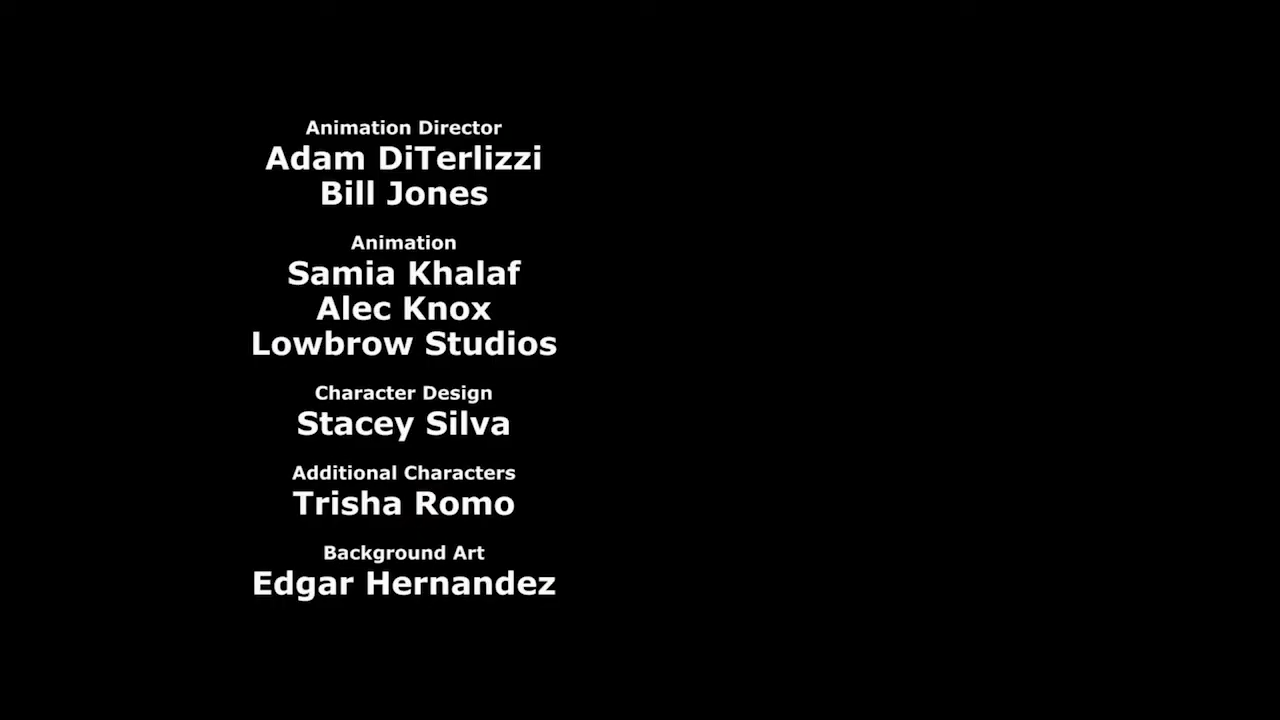 Animation Director
Adam DiTerlizzi
Bill Jones
Animation
Samia Khalaf
Alec Knox
Lowbrow Studios
Character Design
Stacey Silva
Additional Characters
Trisha Romo
Background Art
Edgar Hernandez